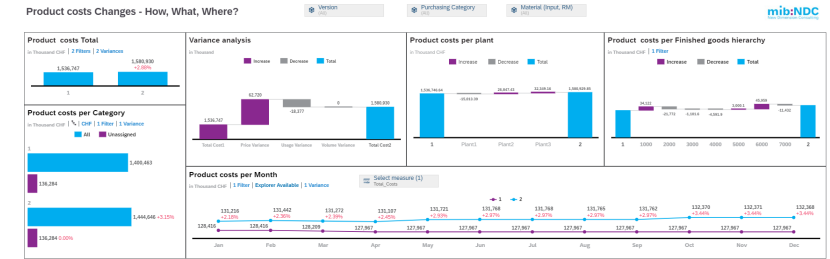 Product costs Changes - How, What, Where?
Version
(All)
Purchasing Category
(All)
Material (Input, RM)
(All)
mib:NDC
Product costs Total
in Thousand CHF | 2 Filters | 2 Variances
1,536,747
1,580,930
+2.88%
1
2
Variance analysis
in Thousand
Increase Decrease Total
1,536,747
62,720
-18,377
0
Total Cost1
Price Variance
Usage Variance
Volume Variance
Total Cost2
Product costs per plant
in Thousand CHF
Increase Decrease Total
1
Plant1
Plant2
Plant3
2
Product costs per Finished goods hierarchy
in Thousand CHF | 1 Filter
Increase Decrease Total
1 1000 2000 3000 4000 5000 6000 7000 2
Product costs per Category
in Thousand CHF | CHF | 1 Filter | 1 Variance
All Unassigned
1
136,284
2
1,444,646 +3.15%
136,284 0.00%
Product costs per Month
in Thousand CHF | 1 Filter | Explorer Available | 1 Variance
Select measure (1)
Total_Costs
1 2
131,216 131,442 131,272 131,107 131,721 131,768 131,768 131,765 131,762 132,370 132,371 132,368
+2.18% +2.36% +2.39% +2.45% +2.93% +2.97% +2.97% +2.97% +2.97% +3.44% +3.44% +3.44%
128,416 128,416 128,209 127,967 127,967 127,967 127,967 127,967 127,967 127,967 127,967 127,967
Jan Feb Mar Apr May Jun Jul Aug Sep Oct Nov Dec